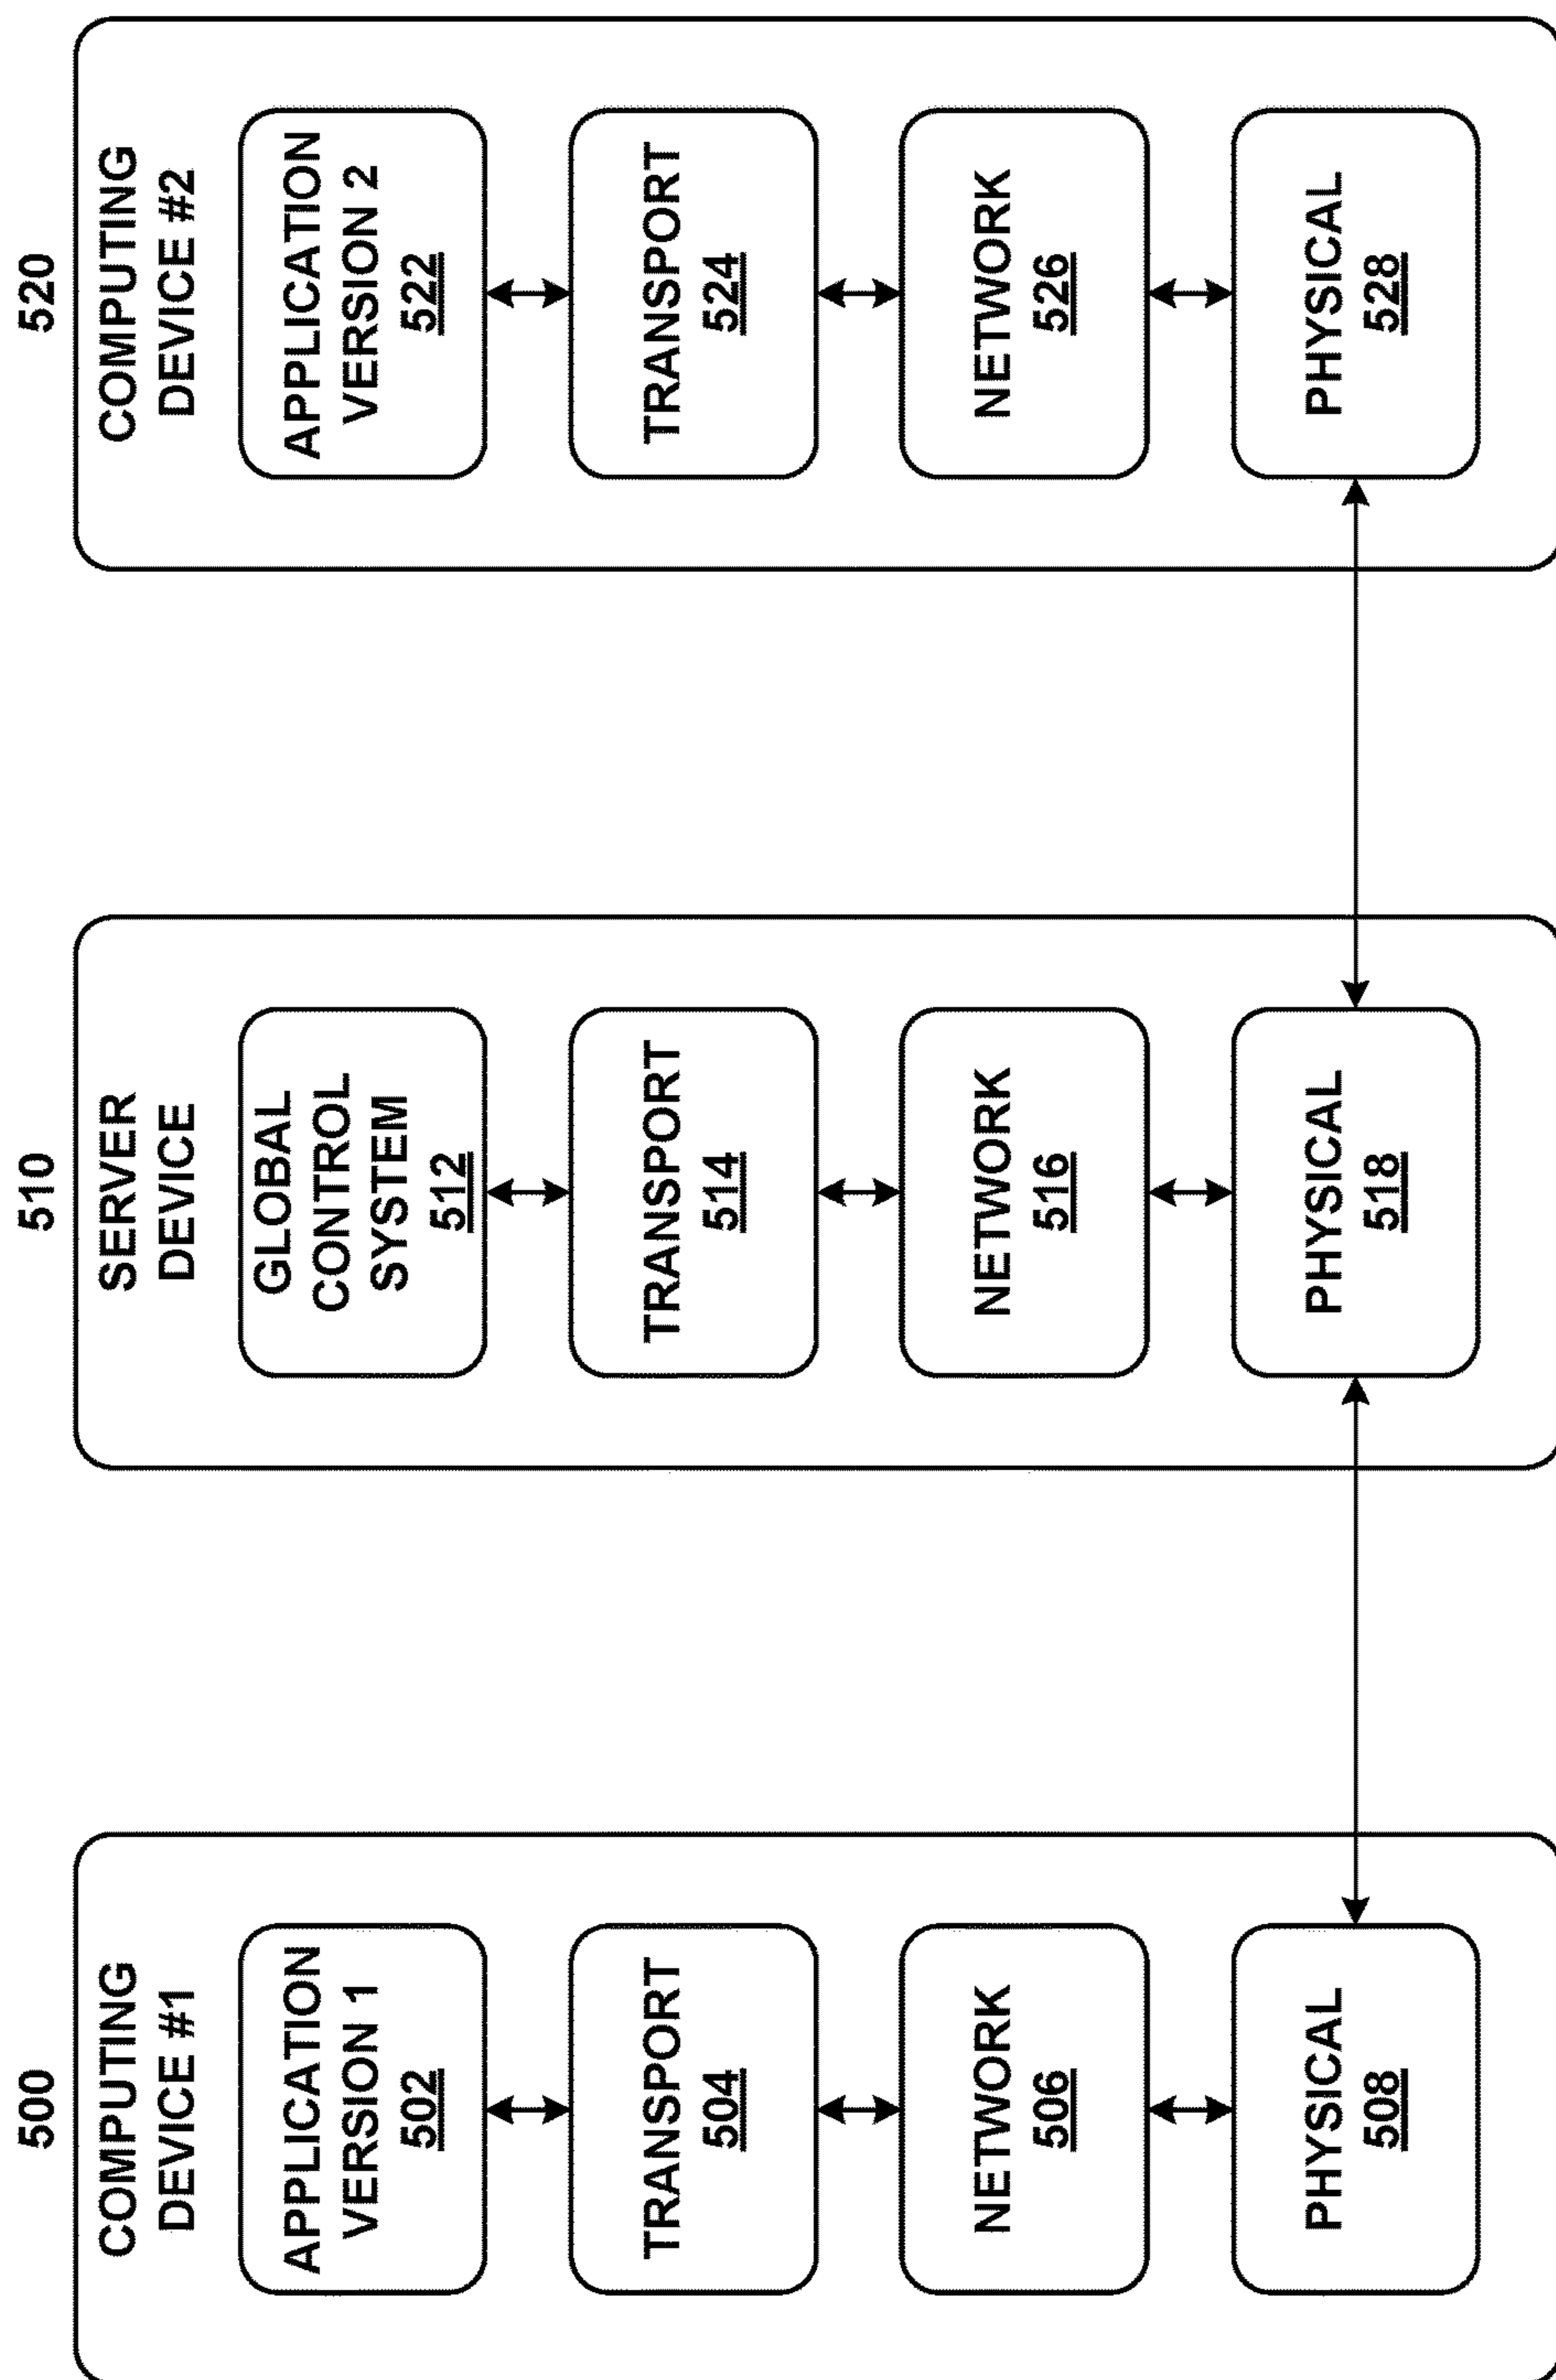 500
COMPUTING
DEVICE #1
APPLICATION
VERSION 1
502
TRANSPORT
504
NETWORK
506
PHYSICAL
508
510
SERVER
DEVICE
GLOBAL
CONTROL
SYSTEM
512
TRANSPORT
514
NETWORK
516
PHYSICAL
518
520
COMPUTING
DEVICE #2
APPLICATION
VERSION 2
522
TRANSPORT
524
NETWORK
526
PHYSICAL
528